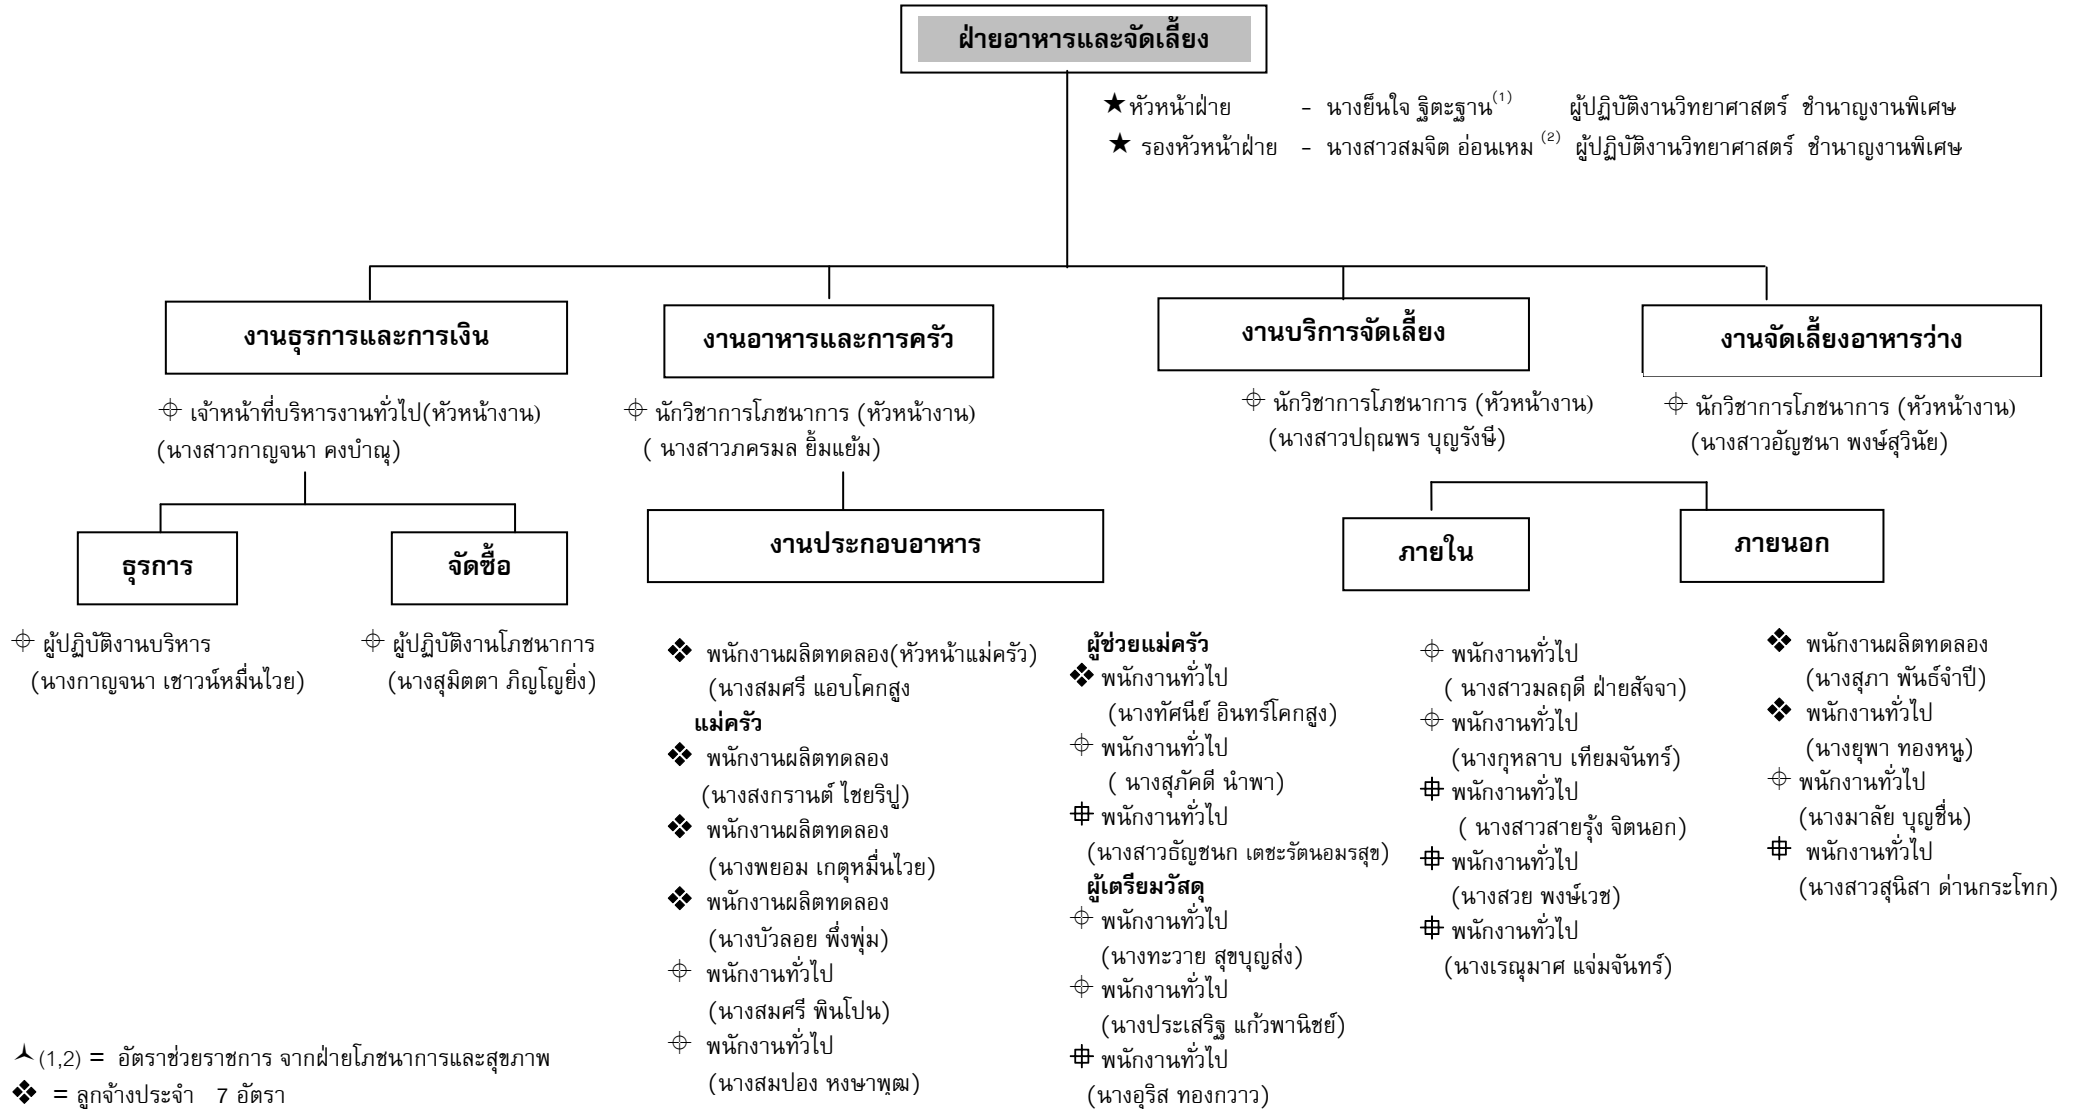 ฝ่ายอาหารและจัดเลี้ยง
★หัวหน้าฝ่าย - นางยืนใจ ฐิตะฐาน(1) ผู้ปฏิบัติงานวิทยาศาสตร์ ชำนาญงานพิเศษ
★ รองหัวหน้าฝ่าย - นางสาวสมจิต อ่อนเหม (2) ผู้ปฏิบัติงานวิทยาศาสตร์ ชำนาญงานพิเศษ
งานธุรการและการเงิน
เจ้าหน้าที่บริหารงานทั่วไป(หัวหน้างาน)
(นางสาวกาญจนา คงบำณุ)
ธุรการ
ผู้ปฏิบัติงานบริหาร
(นางกาญจนา เชาวน์หมื่นไวย)
จัดซื้อ
ผู้ปฏิบัติงานโภชนาการ
(นางสุมิตตา ภิญโญยิ่ง)
งานอาหารและการครัว
นักวิชาการโภชนาการ (หัวหน้างาน)
( นางสาวภครมล ยิ้มแย้ม)
งานประกอบอาหาร
❖ พนักงานผลิตทดลอง(หัวหน้าแม่ครัว)
(นางสมศรี แอบโคกสูง
แม่ครัว
❖ พนักงานผลิตทดลอง
(นางสงกรานต์ ไชยริปู)
❖ พนักงานผลิตทดลอง
(นางพยอม เกตุหมื่นไวย)
❖ พนักงานผลิตทดลอง
(นางบัวลอย พึ่งพุ่ม)
พนักงานทั่วไป
(นางสมศรี พินโปน)
พนักงานทั่วไป
(นางสมปอง หงษาพุฒ)
ผู้ช่วยแม่ครัว
❖ พนักงานทั่วไป
(นางทัศนีย์ อินทร์โคกสูง)
พนักงานทั่วไป
( นางสุภัคดี นำพา)
พนักงานทั่วไป
(นางสาวธัญชนก เตชะรัตนอมรสุข)
ผู้เตรียมวัสดุ
พนักงานทั่วไป
(นางทะวาย สุขบุญส่ง)
พนักงานทั่วไป
(นางประเสริฐ แก้วพานิชย์)
พนักงานทั่วไป
(นางอุริส ทองกวาว)
งานบริการจัดเลี้ยง
นักวิชาการโภชนาการ (หัวหน้างาน)
(นางสาวปฤณพร บุญรังษี)
ภายใน
พนักงานทั่วไป
( นางสาวมลฤดี ฝ่ายสัจจา)
พนักงานทั่วไป
(นางกุหลาบ เทียมจันทร์)
พนักงานทั่วไป
( นางสาวสายรุ้ง จิตนอก)
พนักงานทั่วไป
(นางสวย พงษ์เวช)
พนักงานทั่วไป
(นางเรณุมาศ แจ่มจันทร์)
ภายนอก
❖ พนักงานผลิตทดลอง
(นางสุภา พันธ์จำปี)
❖ พนักงานทั่วไป
(นางยุพา ทองหนู)
พนักงานทั่วไป
(นางมาลัย บุญชื่น)
พนักงานทั่วไป
(นางสาวสุนิสา ด่านกระโทก)
งานจัดเลี้ยงอาหารว่าง
นักวิชาการโภชนาการ (หัวหน้างาน)
(นางสาวอัญชนา พงษ์สุวินัย)
(1,2) = อัตราช่วยราชการ จากฝ่ายโภชนาการและสุขภาพ
❖ = ลูกจ้างประจำ 7 อัตรา